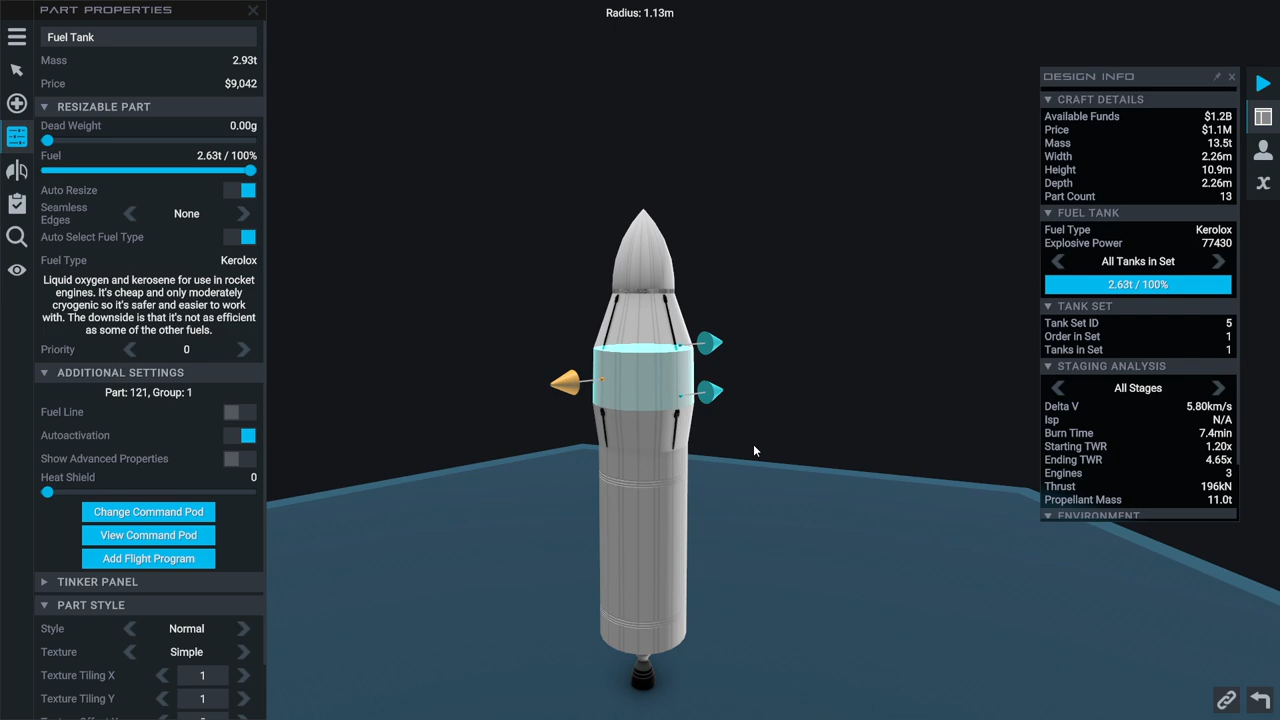 PART PROPERTIES
Radius: 1.13m
Fuel Tank
Mass 2.93t
Price $9,042
RESIZABLE PART
Dead Weight 0.00g
Fuel 2.63t / 100%
Auto Resize
Seamless
Edges
None
Auto Select Fuel Type
Fuel Type Kerolox
Liquid oxygen and kerosene for use in rocket
engines. It's cheap and only moderately
cryogenic so it's safer and easier to work
with. The downside is that it's not as efficient
as some of the other fuels.
Priority 0
ADDITIONAL SETTINGS
Part: 121, Group: 1
Fuel Line
Autoactivation
Show Advanced Properties
Heat Shield 0
Change Command Pod
View Command Pod
Add Flight Program
TINKER PANEL
PART STYLE
Style Normal
Texture Simple
Texture Tiling X 1
Texture Tiling Y 1
DESIGN INFO
CRAFT DETAILS
Available Funds $1.2B
Price $1.1M
Mass 13.5t
Width 2.26m
Height 10.9m
Depth 2.26m
Part Count 13
FUEL TANK
Fuel Type Kerolox
Explosive Power 77430
All Tanks in Set
2.63t / 100%
TANK SET
Tank Set ID 5
Order in Set 1
Tanks in Set 1
STAGING ANALYSIS
All Stages
Delta V 5.80km/s
Isp N/A
Burn Time 7.4min
Starting TWR 1.20x
Ending TWR 4.65x
Engines 3
Thrust 196kN
Propellant Mass 11.0t
ENVIRONMENT